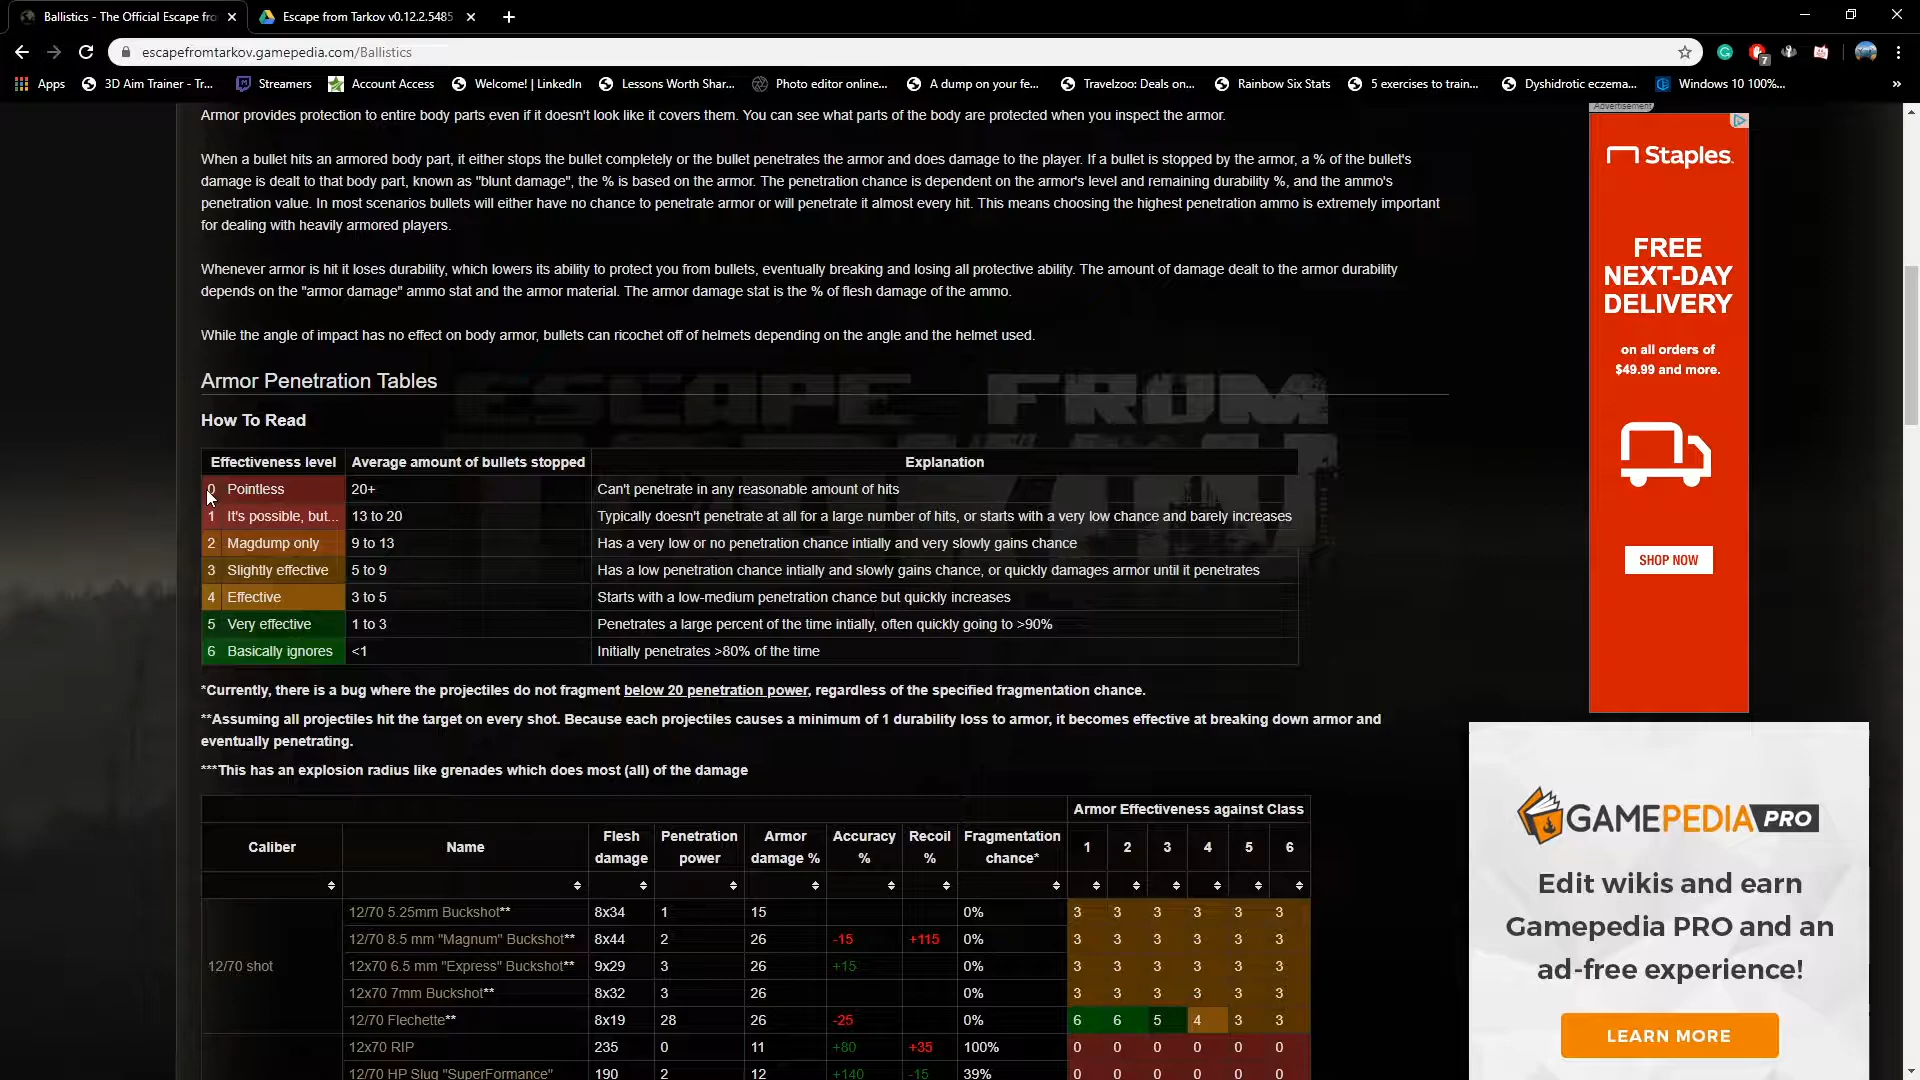 Ballistics - The Official Escape fro
Escape from Tarkov v0.12.2.5485
escapefromtarkov.gamepedia.com/Ballistics
7
Apps
3D Aim Trainer - Tr...
Streamers
Account Access
Welcome! | LinkedIn
Lessons Worth Shar...
Photo editor online...
A dump on your fe...
Travelzoo: Deals on...
Rainbow Six Stats
5 exercises to train...
Dyshidrotic eczema...
Windows 10 100%...
»
Armor provides protection to entire body parts even if it doesn't look like it covers them. You can see what parts of the body are protected when you inspect the armor.
When a bullet hits an armored body part, it either stops the bullet completely or the bullet penetrates the armor and does damage to the player. If a bullet is stopped by the armor, a % of the bullet's
damage is dealt to that body part, known as "blunt damage", the % is based on the armor. The penetration chance is dependent on the armor's level and remaining durability %, and the ammo's
penetration value. In most scenarios bullets will either have no chance to penetrate armor or will penetrate it almost every hit. This means choosing the highest penetration ammo is extremely important
for dealing with heavily armored players.
Whenever armor is hit it loses durability, which lowers its ability to protect you from bullets, eventually breaking and losing all protective ability. The amount of damage dealt to the armor durability
depends on the "armor damage" ammo stat and the armor material. The armor damage stat is the % of flesh damage of the ammo.
While the angle of impact has no effect on body armor, bullets can ricochet off of helmets depending on the angle and the helmet used.
Armor Penetration Tables
ESCAPE FROM
How To Read
Effectiveness level Average amount of bullets stopped Explanation
0 Pointless 20+ Can't penetrate in any reasonable amount of hits
1 It's possible, but... 13 to 20 Typically doesn't penetrate at all for a large number of hits, or starts with a very low chance and barely increases
2 Magdump only 9 to 13 Has a very low or no penetration chance intially and very slowly gains chance
3 Slightly effective 5 to 9 Has a low penetration chance intially and slowly gains chance, or quickly damages armor until it penetrates
4 Effective 3 to 5 Starts with a low-medium penetration chance but quickly increases
5 Very effective 1 to 3 Penetrates a large percent of the time intially, often quickly going to >90%
6 Basically ignores <1 Initially penetrates >80% of the time
*Currently, there is a bug where the projectiles do not fragment below 20 penetration power, regardless of the specified fragmentation chance.
**Assuming all projectiles hit the target on every shot. Because each projectiles causes a minimum of 1 durability loss to armor, it becomes effective at breaking down armor and
eventually penetrating.
***This has an explosion radius like grenades which does most (all) of the damage
Armor Effectiveness against Class
Caliber Name Flesh damage Penetration power Armor damage % Accuracy % Recoil % Fragmentation chance* 1 2 3 4 5 6
12/70 shot
12/70 5.25mm Buckshot** 8x34 1 15 0% 3 3 3 3 3 3
12/70 8.5 mm "Magnum" Buckshot** 8x44 2 26 -15 +115 0% 3 3 3 3 3 3
12x70 6.5 mm "Express" Buckshot** 9x29 3 26 +15 0% 3 3 3 3 3 3
12x70 7mm Buckshot** 8x32 3 26 0% 3 3 3 3 3 3
12/70 Flechette** 8x19 28 26 -25 0% 6 6 5 4 3 3
12x70 RIP 235 0 11 +80 +35 100% 0 0 0 0 0 0
12/70 HP Slug "SuperFormance" 190 2 12 +140 -15 39% 0 0 0 0 0 0
Advertisement
Staples.
FREE
NEXT-DAY
DELIVERY
on all orders of
$49.99 and more.
SHOP NOW
GAMEPEDIA PRO
Edit wikis and earn
Gamepedia PRO and an
ad-free experience!
LEARN MORE